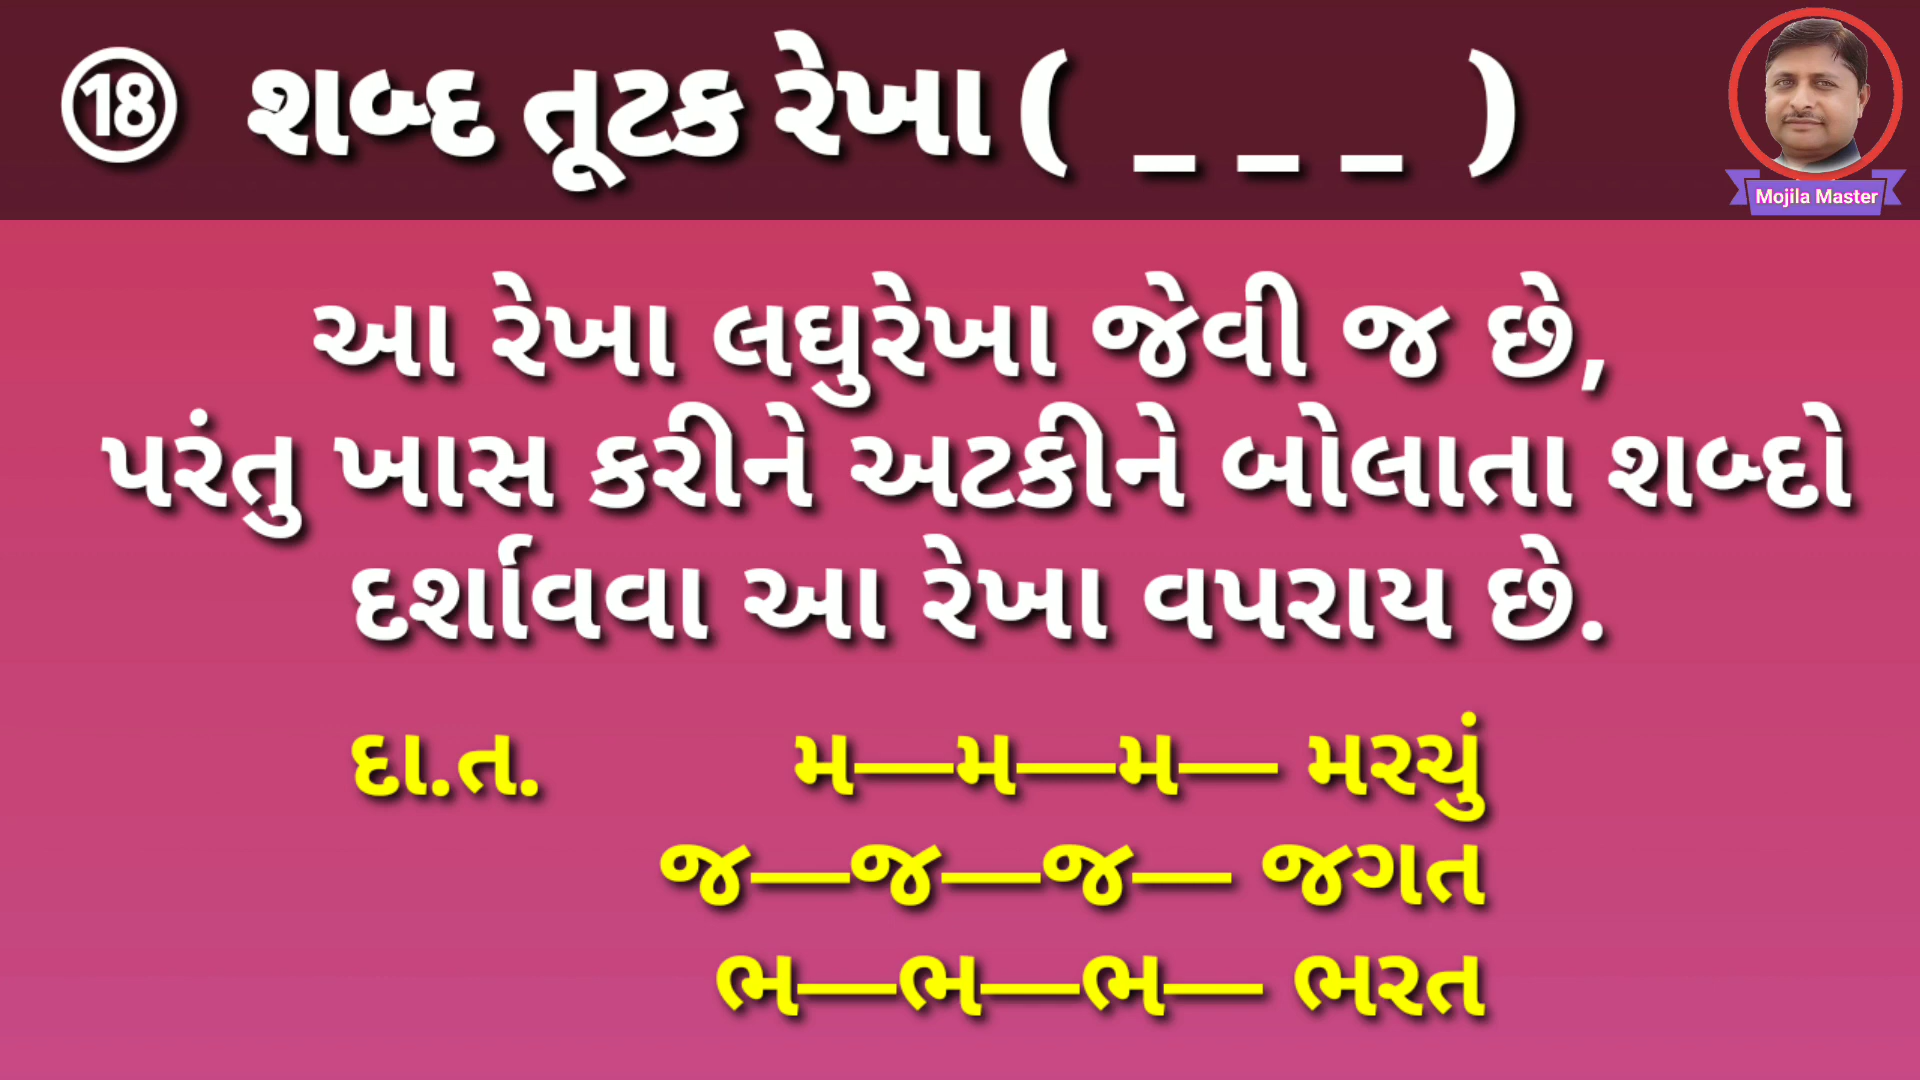 ⑱ શબ્દ તૂટક રેખા ( _ _ _ )
Mojila Master
આ રેખા લઘુરેખા જેવી જ છે,
પરંતુ ખાસ કરીને અટકીને બોલાતા શબ્દો
દર્શાવવા આ રેખા વપરાય છે.
દા.ત. મ—મ—મ— મરચું
જ—જ—જ— જગત
ભ—ભ—ભ— ભરત